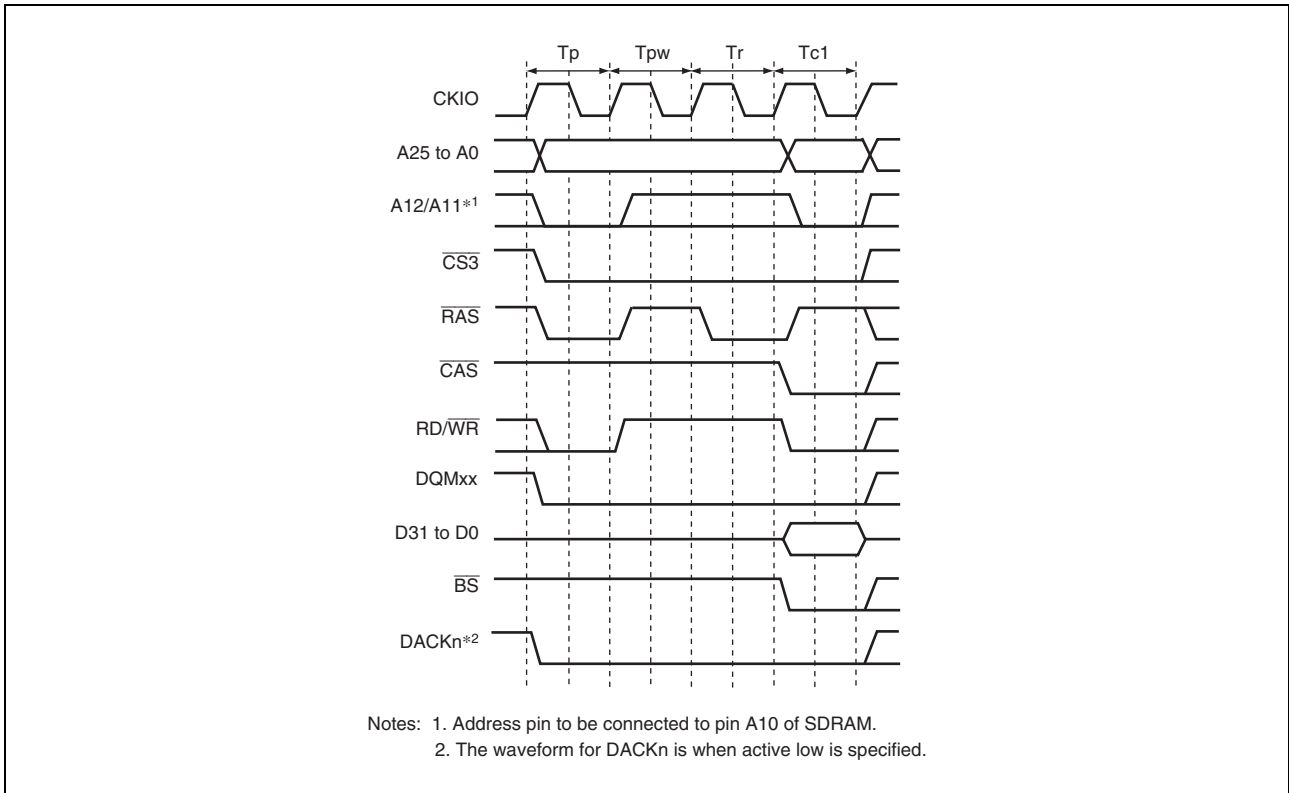 Tp Tpw Tr Tc1
CKIO
A25 to A0
A12/A11*1
CS3
RAS
CAS
RD/WR
DQMxx
D31 to D0
BS
DACKn*2
Notes: 1. Address pin to be connected to pin A10 of SDRAM.
2. The waveform for DACKn is when active low is specified.